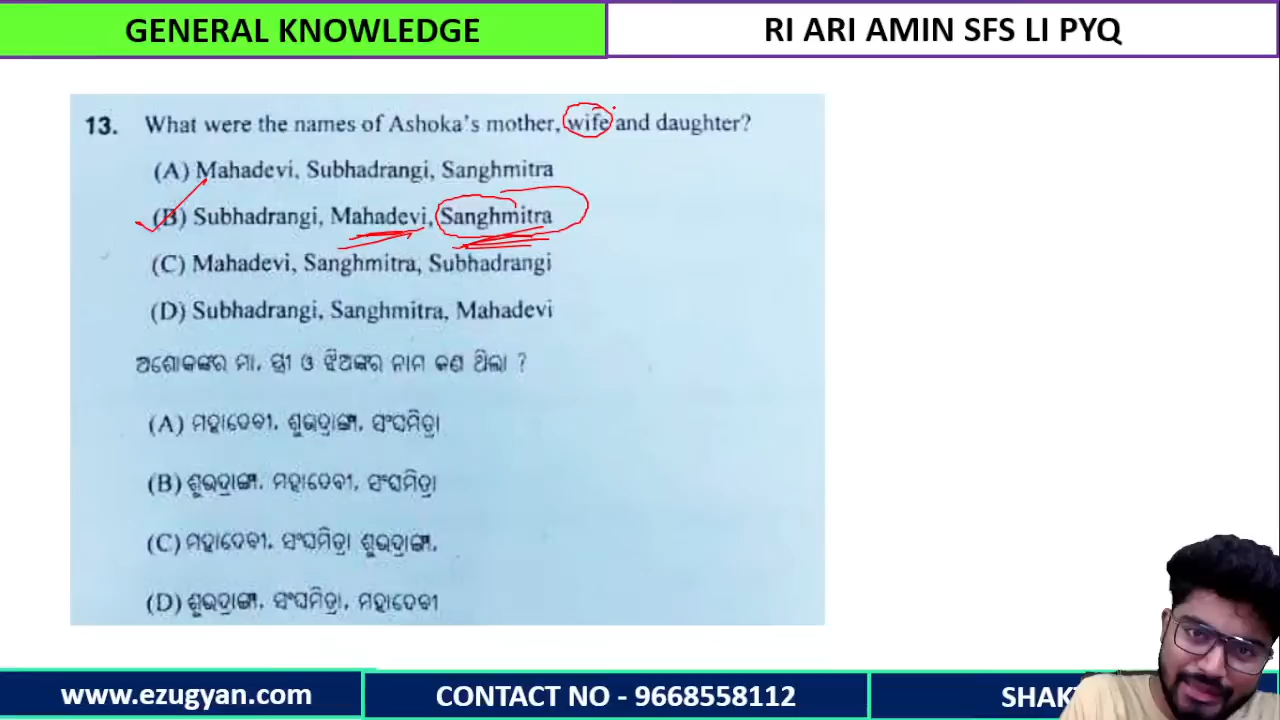 GENERAL KNOWLEDGE
RI ARI AMIN SFS LI PYQ
13. What were the names of Ashoka's mother, wife and daughter?
(A) Mahadevi, Subhadrangi, Sanghmitra
(B) Subhadrangi, Mahadevi, Sanghmitra
(C) Mahadevi, Sanghmitra, Subhadrangi
(D) Subhadrangi, Sanghmitra, Mahadevi
ଅଶୋକଙ୍କର ମା, ସ୍ତ୍ରୀ ଓ ଝିଅଙ୍କର ନାମ କଣ ଥିଲା ?
(A) ମହାଦେବୀ, ଶୁଭଦ୍ରାଙ୍ଗୀ, ସଂଘମିତ୍ରା
(B) ଶୁଭଦ୍ରାଙ୍ଗୀ, ମହାଦେବୀ, ସଂଘମିତ୍ରା
(C) ମହାଦେବୀ, ସଂଘମିତ୍ରା ଶୁଭଦ୍ରାଙ୍ଗୀ,
(D) ଶୁଭଦ୍ରାଙ୍ଗୀ, ସଂଘମିତ୍ରା, ମହାଦେବୀ
www.ezugyan.com
CONTACT NO - 9668558112